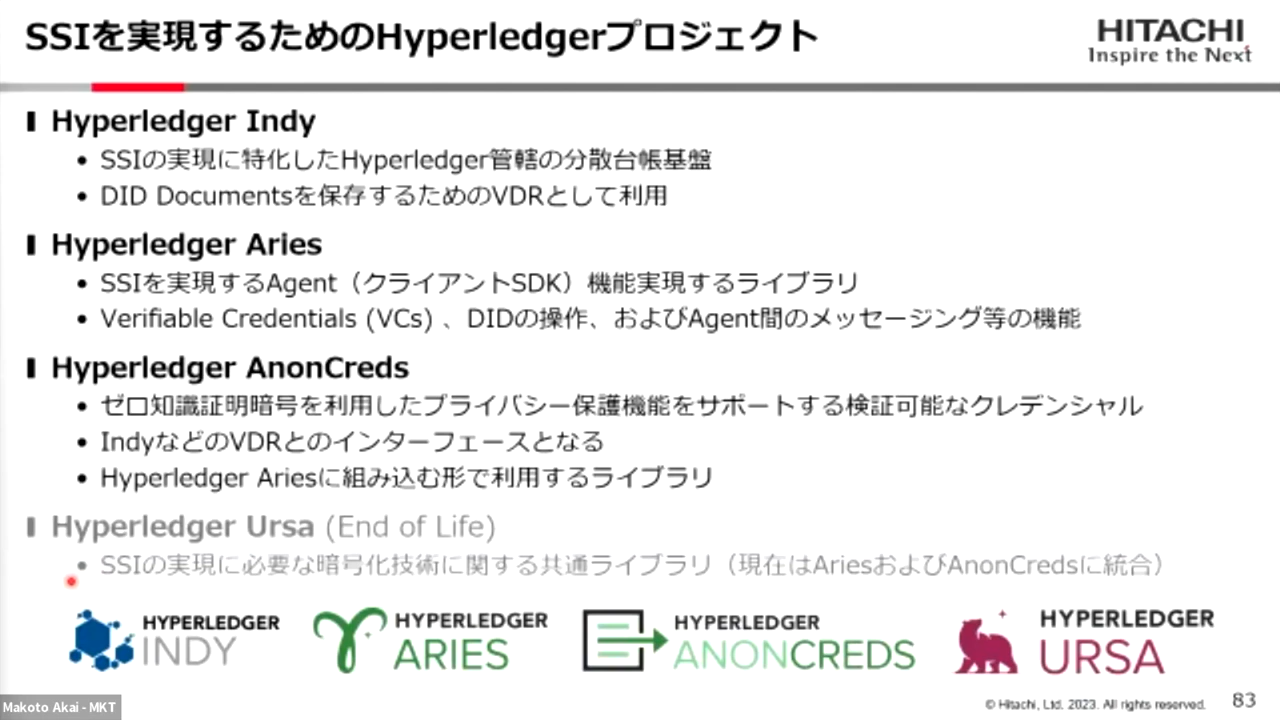 SSIを実現するためのHyperledgerプロジェクト
HITACHI
Inspire the Next
Hyperledger Indy
• SSIの実現に特化したHyperledger管轄の分散台帳基盤
• DID Documentsを保存するためのVDRとして利用
Hyperledger Aries
• SSIを実現するAgent（クライアントSDK）機能実現するライブラリ
• Verifiable Credentials (VCs) 、DIDの操作、およびAgent間のメッセージング等の機能
Hyperledger AnonCreds
• ゼロ知識証明暗号を利用したプライバシー保護機能をサポートする検証可能なクレデンシャル
• IndyなどのVDRとのインターフェースとなる
• Hyperledger Ariesに組み込む形で利用するライブラリ
Hyperledger Ursa (End of Life)
• SSIの実現に必要な暗号化技術に関する共通ライブラリ（現在はAriesおよびAnonCredsに統合）
HYPERLEDGER
INDY
HYPERLEDGER
ARIES
HYPERLEDGER
ANONCREDS
HYPERLEDGER
URSA
Makoto Akai - MKT
© Hitachi, Ltd. 2023. All rights reserved.
83